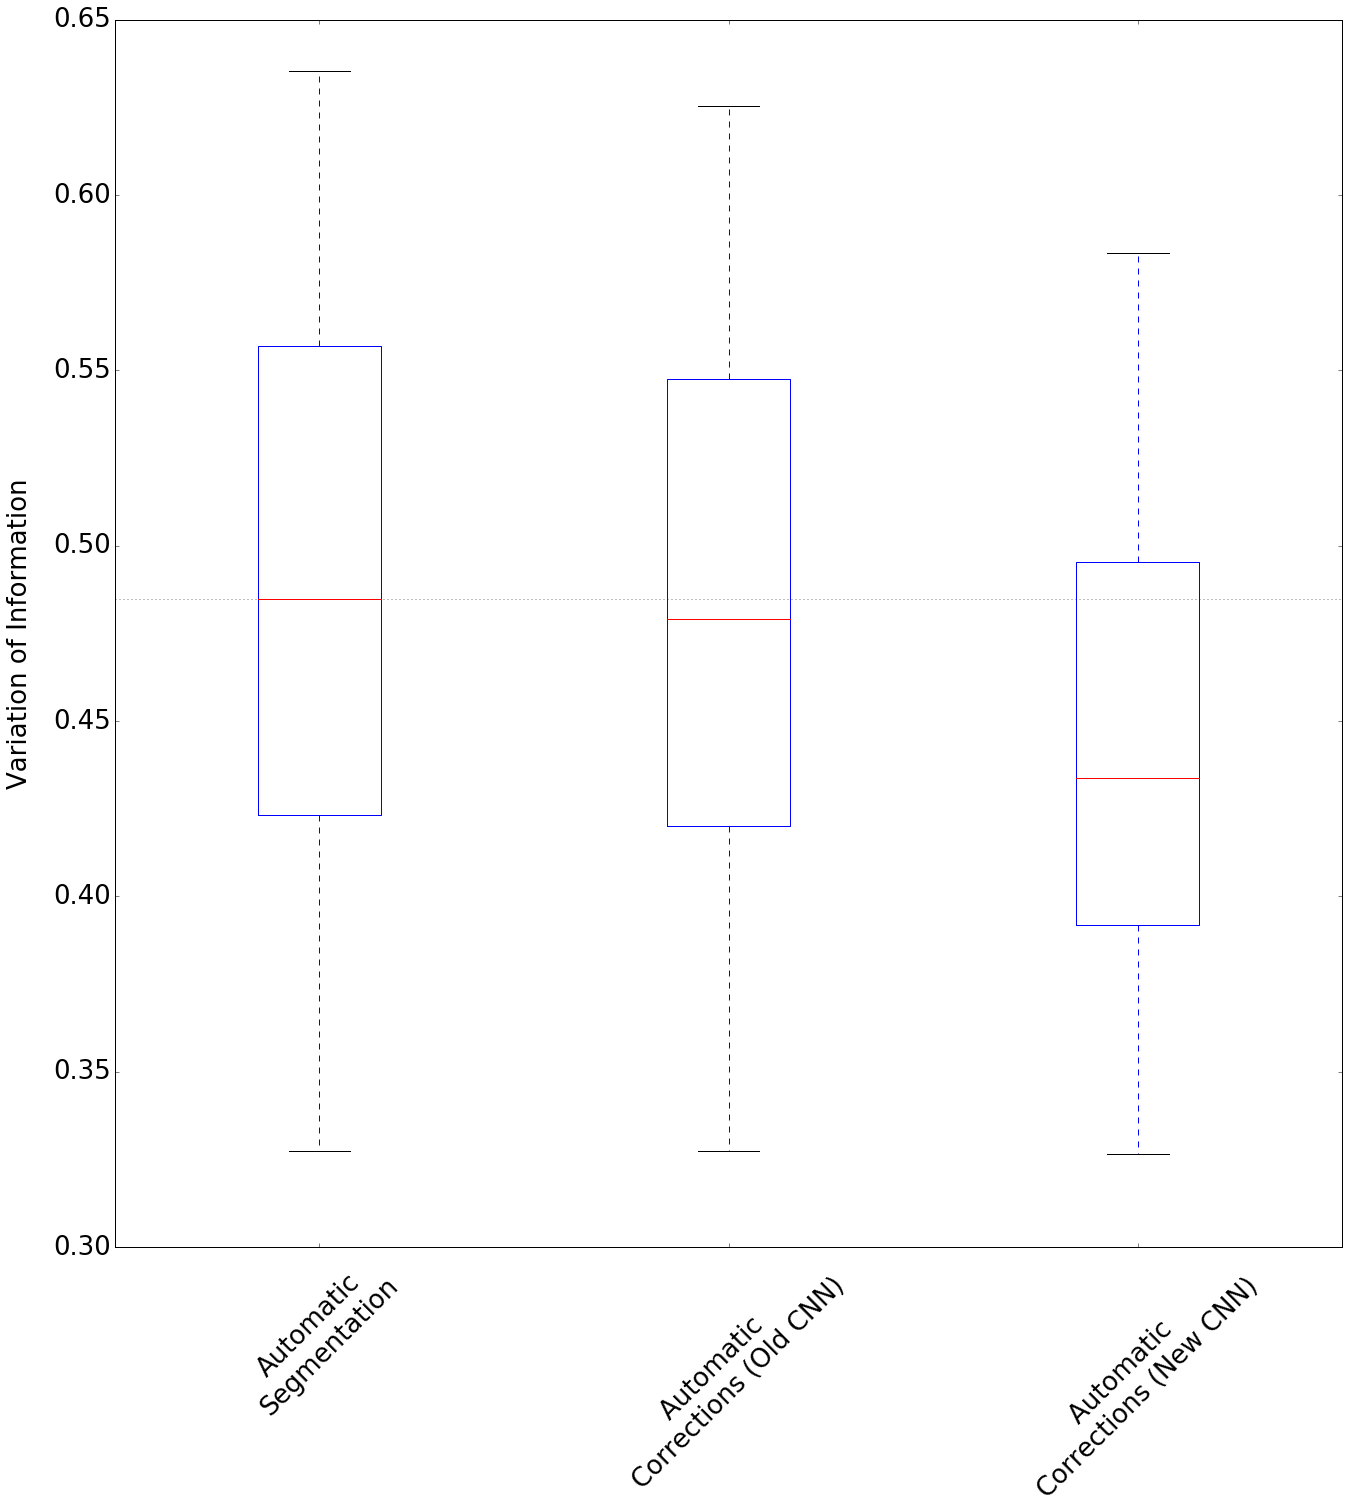 0.65
0.60
0.55
0.50
0.45
0.40
0.35
0.30
Variation of Information
Automatic
Segmentation
Automatic
Corrections (Old CNN)
Automatic
Corrections (New CNN)